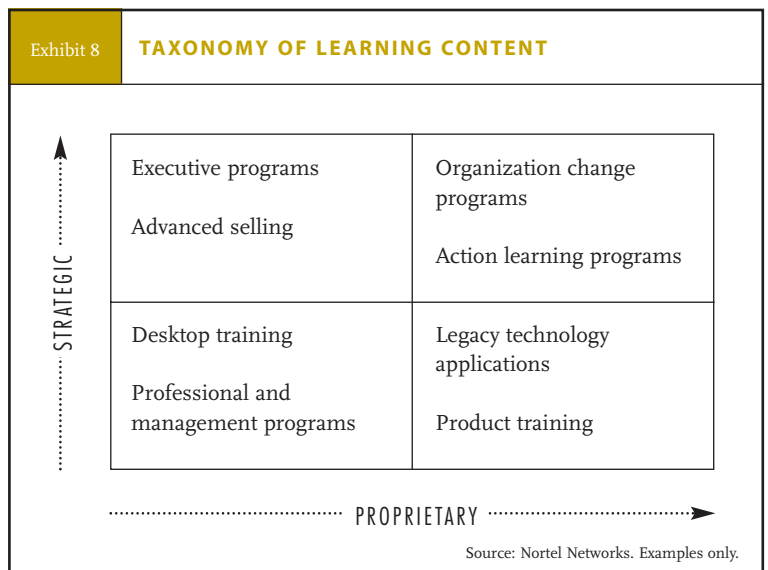 Exhibit 8
TAXONOMY OF LEARNING CONTENT
STRATEGIC
Executive programs
Advanced selling
Organization change
programs
Action learning programs
Desktop training
Professional and
management programs
Legacy technology
applications
Product training
PROPRIETARY
Source: Nortel Networks. Examples only.